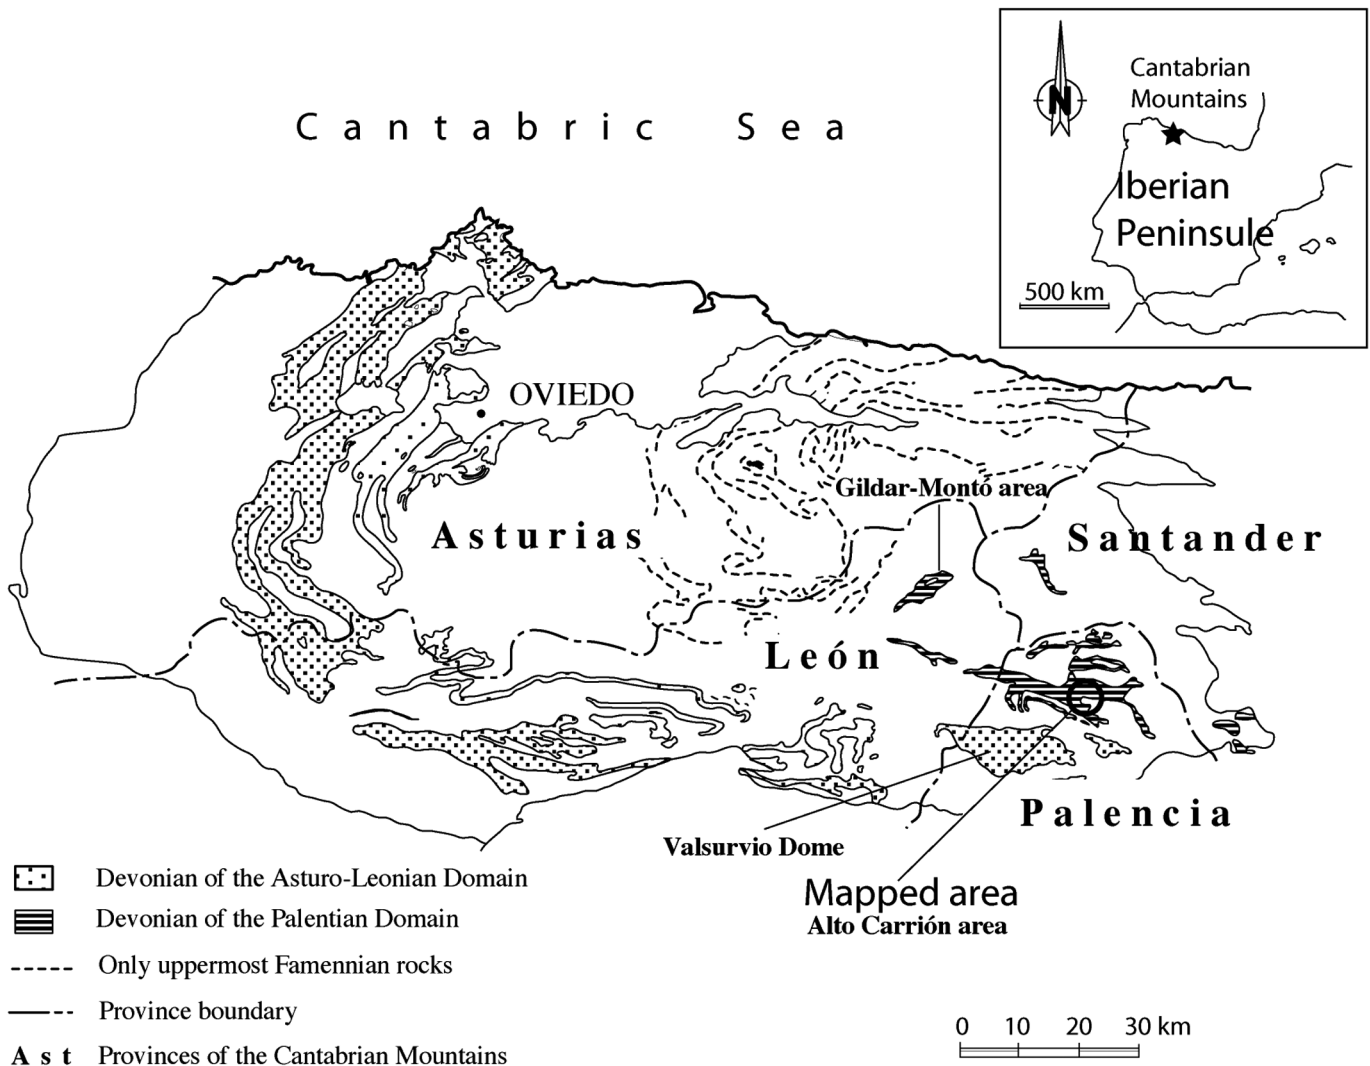 Cantabric Sea
N
Cantabrian
Mountains
Iberian
Peninsule
500 km
OVIEDO
Gildar-Montó area
Asturias
Santander
León
Palencia
Valsurvio Dome
Mapped area
Alto Carrión area
Devonian of the Asturo-Leonian Domain
Devonian of the Palentian Domain
Only uppermost Famennian rocks
Province boundary
Ast Provinces of the Cantabrian Mountains
0 10 20 30 km